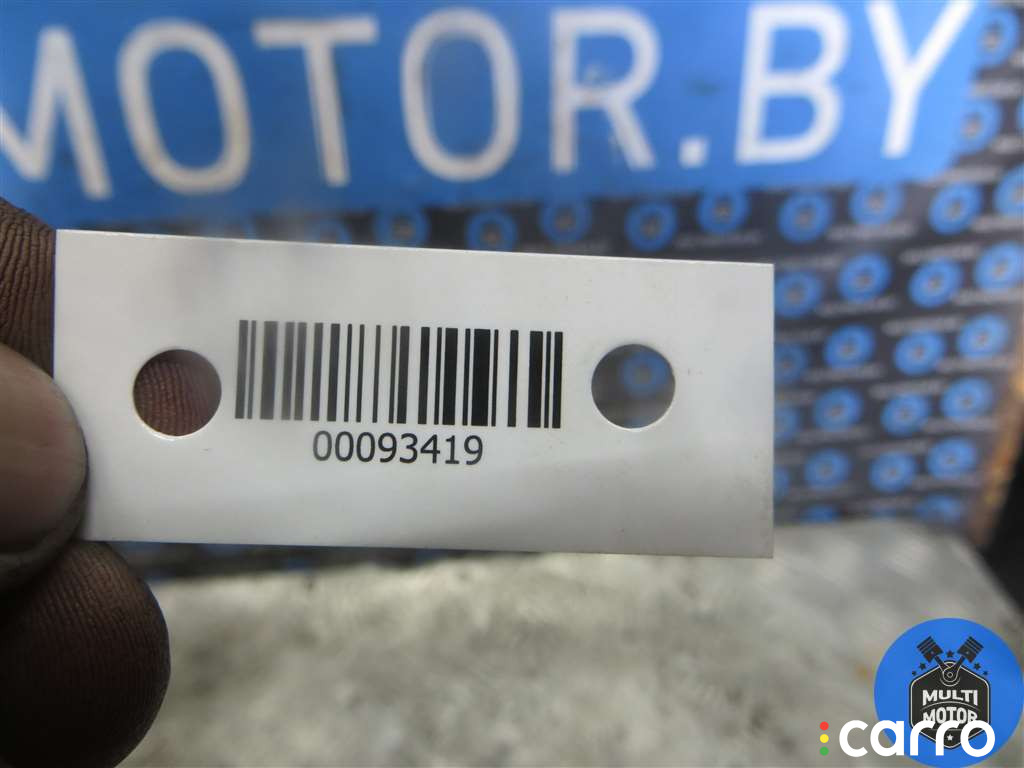 MOTOR.BY
00093419
MULTI
MOTOR
carro